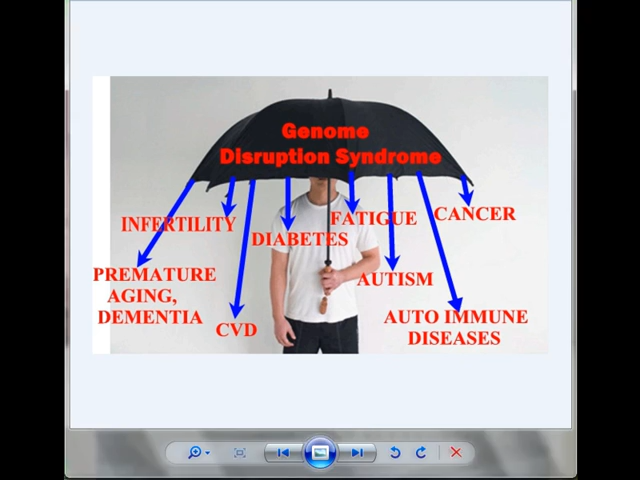 Genome
Disruption Syndrome
INFERTILITY
FATIGUE
CANCER
DIABETES
PREMATURE
AGING,
DEMENTIA
AUTISM
CVD
AUTO IMMUNE
DISEASES